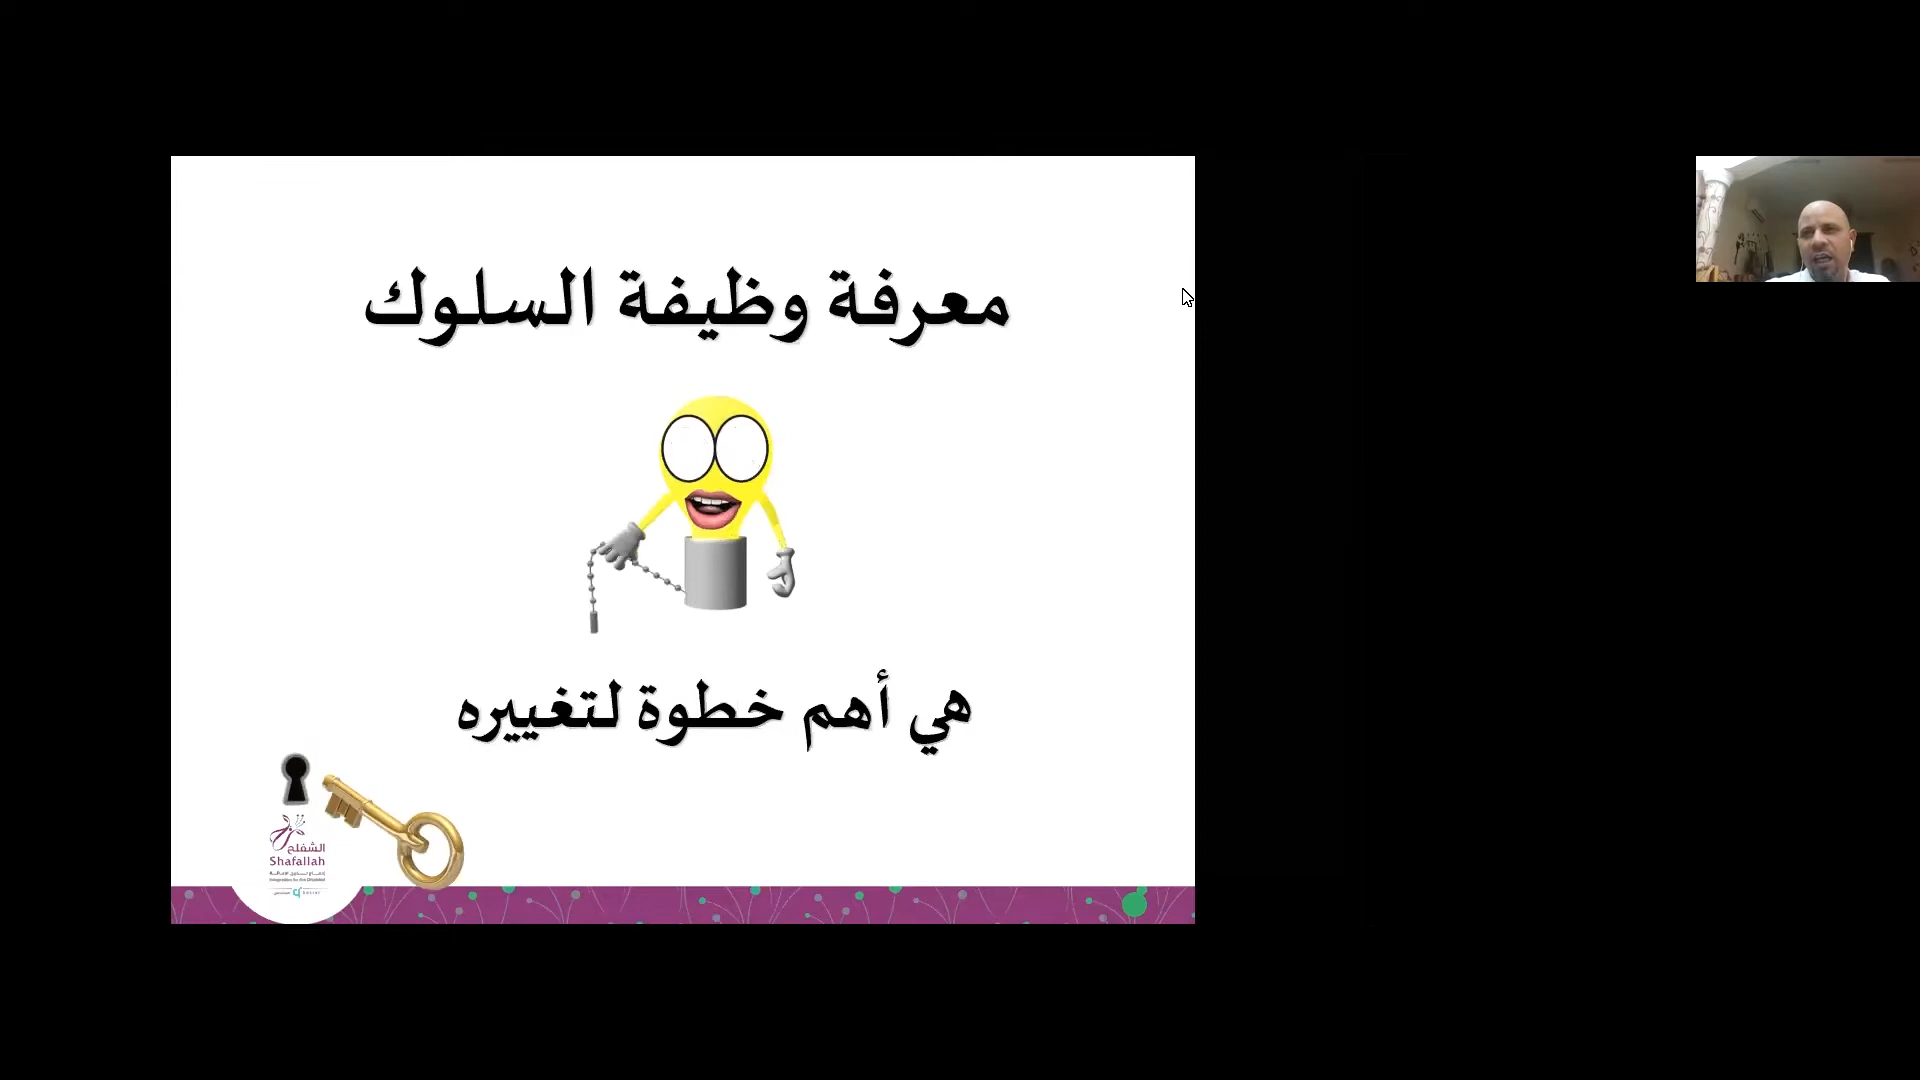 معرفة وظيفة السلوك
هي أهم خطوة لتغييره
الشفلح
Shafallah